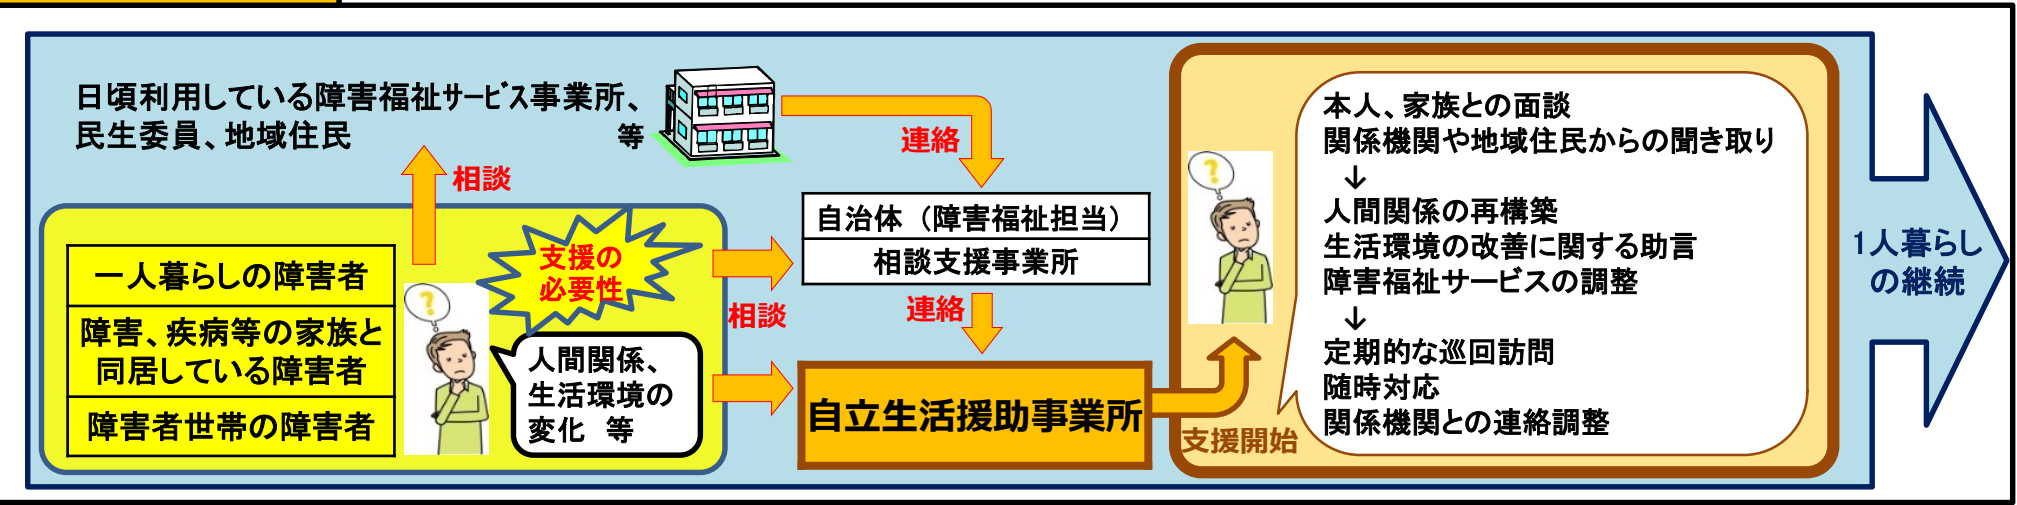 日頃利用している障害福祉サービス事業所、
民生委員、地域住民 等
連絡
相談
一人暮らしの障害者
障害、疾病等の家族と
同居している障害者
障害者世帯の障害者
?
支援の
必要性
人間関係、
生活環境の
変化 等
相談
自治体（障害福祉担当）
相談支援事業所
連絡
自立生活援助事業所
支援開始
?
本人、家族との面談
関係機関や地域住民からの聞き取り
↓
人間関係の再構築
生活環境の改善に関する助言
障害福祉サービスの調整
↓
定期的な巡回訪問
随時対応
関係機関との連絡調整
1人暮らし
の継続